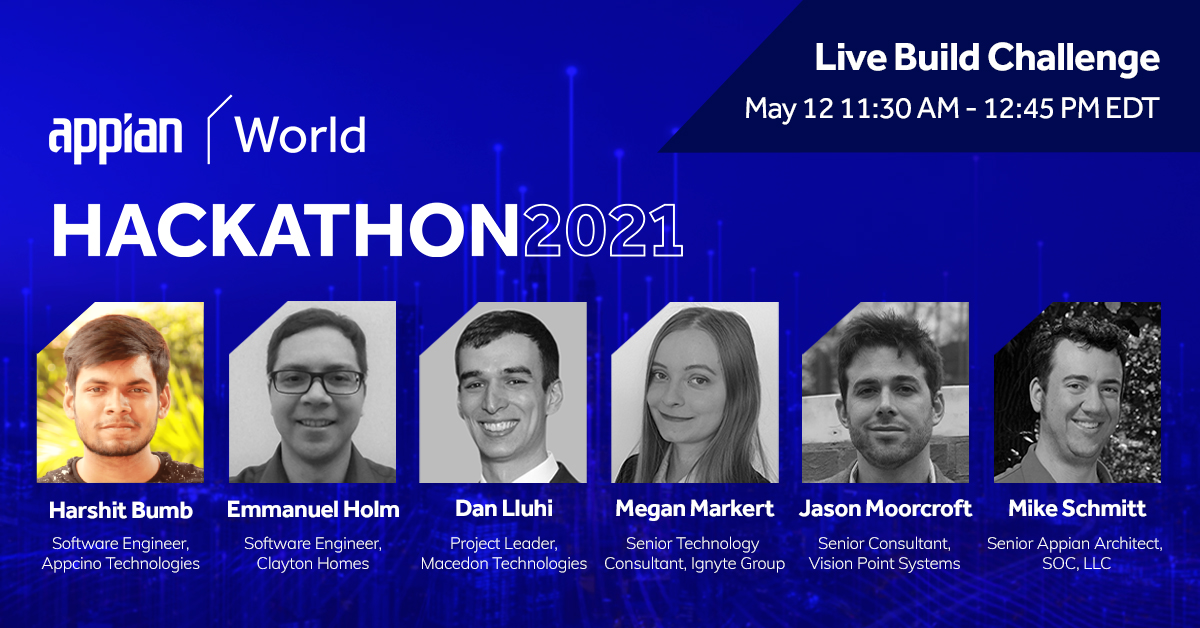 Live Build Challenge
May 12 11:30 AM - 12:45 PM EDT
appian World
HACKATHON2021
Harshit Bumb
Software Engineer,
Appcino Technologies
Emmanuel Holm
Software Engineer,
Clayton Homes
Dan Lluhi
Project Leader,
Macedon Technologies
Megan Markert
Senior Technology
Consultant, Ignyte Group
Jason Moorcroft
Senior Consultant,
Vision Point Systems
Mike Schmitt
Senior Appian Architect,
SOC, LLC